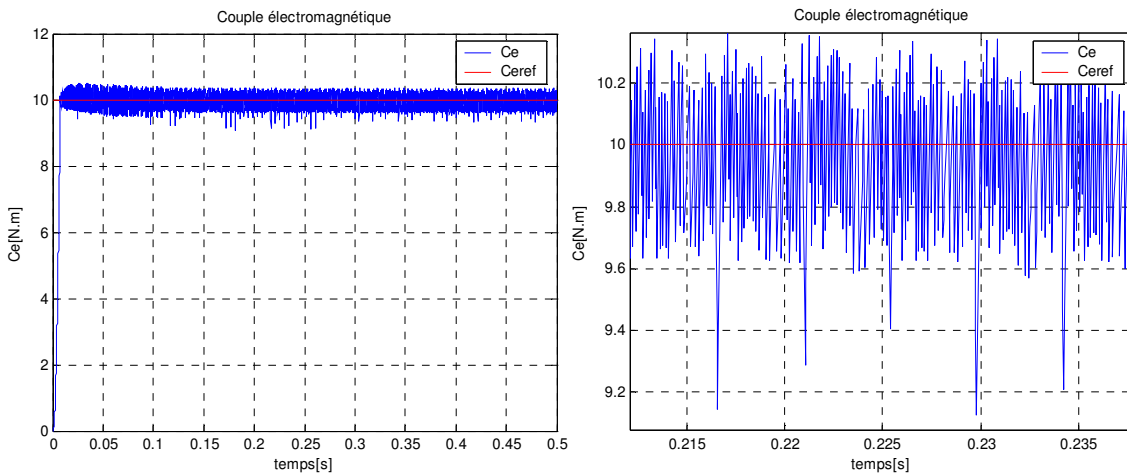 Couple électromagnétique
12
10
8
6
4
2
0
Ce[N.m]
0 0.05 0.1 0.15 0.2 0.25 0.3 0.35 0.4 0.45 0.5
temps[s]
Ce
Ceref
Couple électromagnétique
10.2
10
9.8
9.6
9.4
9.2
Ce[N.m]
0.215 0.22 0.225 0.23 0.235
temps[s]
Ce
Ceref